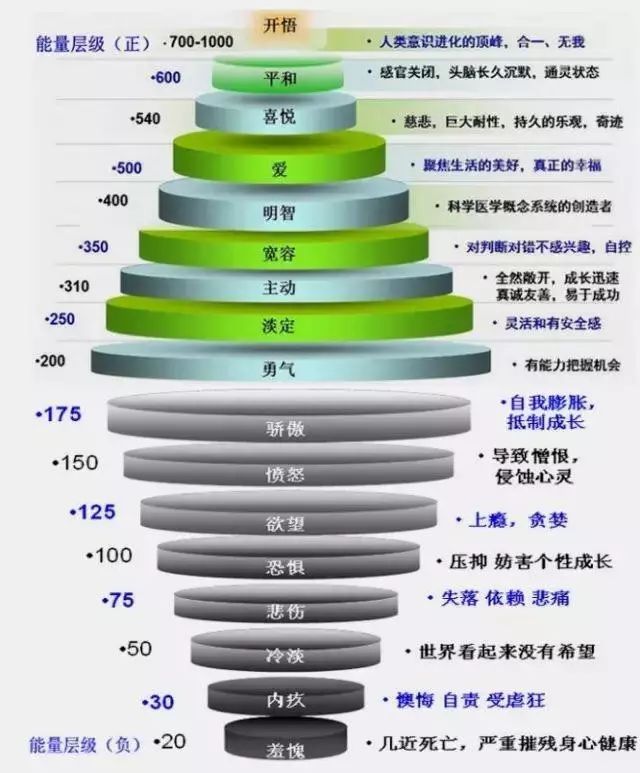 开悟
能量层级（正） •700-1000 • 人类意识进化的顶峰，合一、无我
•600 平和 • 感官关闭，头脑长久沉默，通灵状态
•540 喜悦 • 慈悲，巨大耐性，持久的乐观，奇迹
•500 爱 • 聚焦生活的美好，真正的幸福
•400 明智 • 科学医学概念系统的创造者
•350 宽容 • 对判断对错不感兴趣，自控
•310 主动 • 全然敞开，成长迅速
真诚友善，易于成功
•250 淡定 • 灵活和有安全感
•200 勇气 • 有能力把握机会
•175 骄傲 • 自我膨胀，
抵制成长
•150 愤怒 • 导致憎恨，
侵蚀心灵
•125 欲望 • 上瘾，贪婪
•100 恐惧 • 压抑 妨害个性成长
•75 悲伤 • 失落 依赖 悲痛
•50 冷淡 • 世界看起来没有希望
•30 内疚 • 懊悔 自责 受虐狂
能量层级（负） •20 羞愧 • 几近死亡，严重摧残身心健康